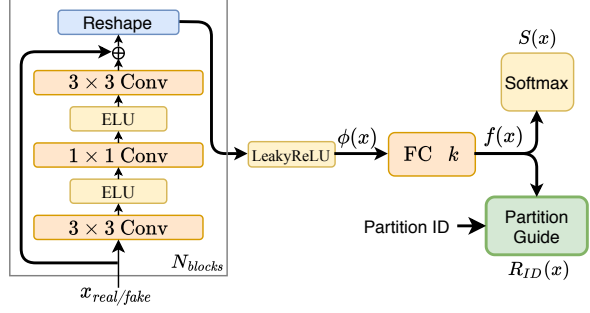 Reshape
⊕
3 × 3 Conv
ELU
1 × 1 Conv
ELU
3 × 3 Conv
N_blocks
x_real/fake
LeakyReLU
ϕ(x)
FC k
f(x)
S(x)
Softmax
Partition ID
Partition
Guide
R_ID(x)